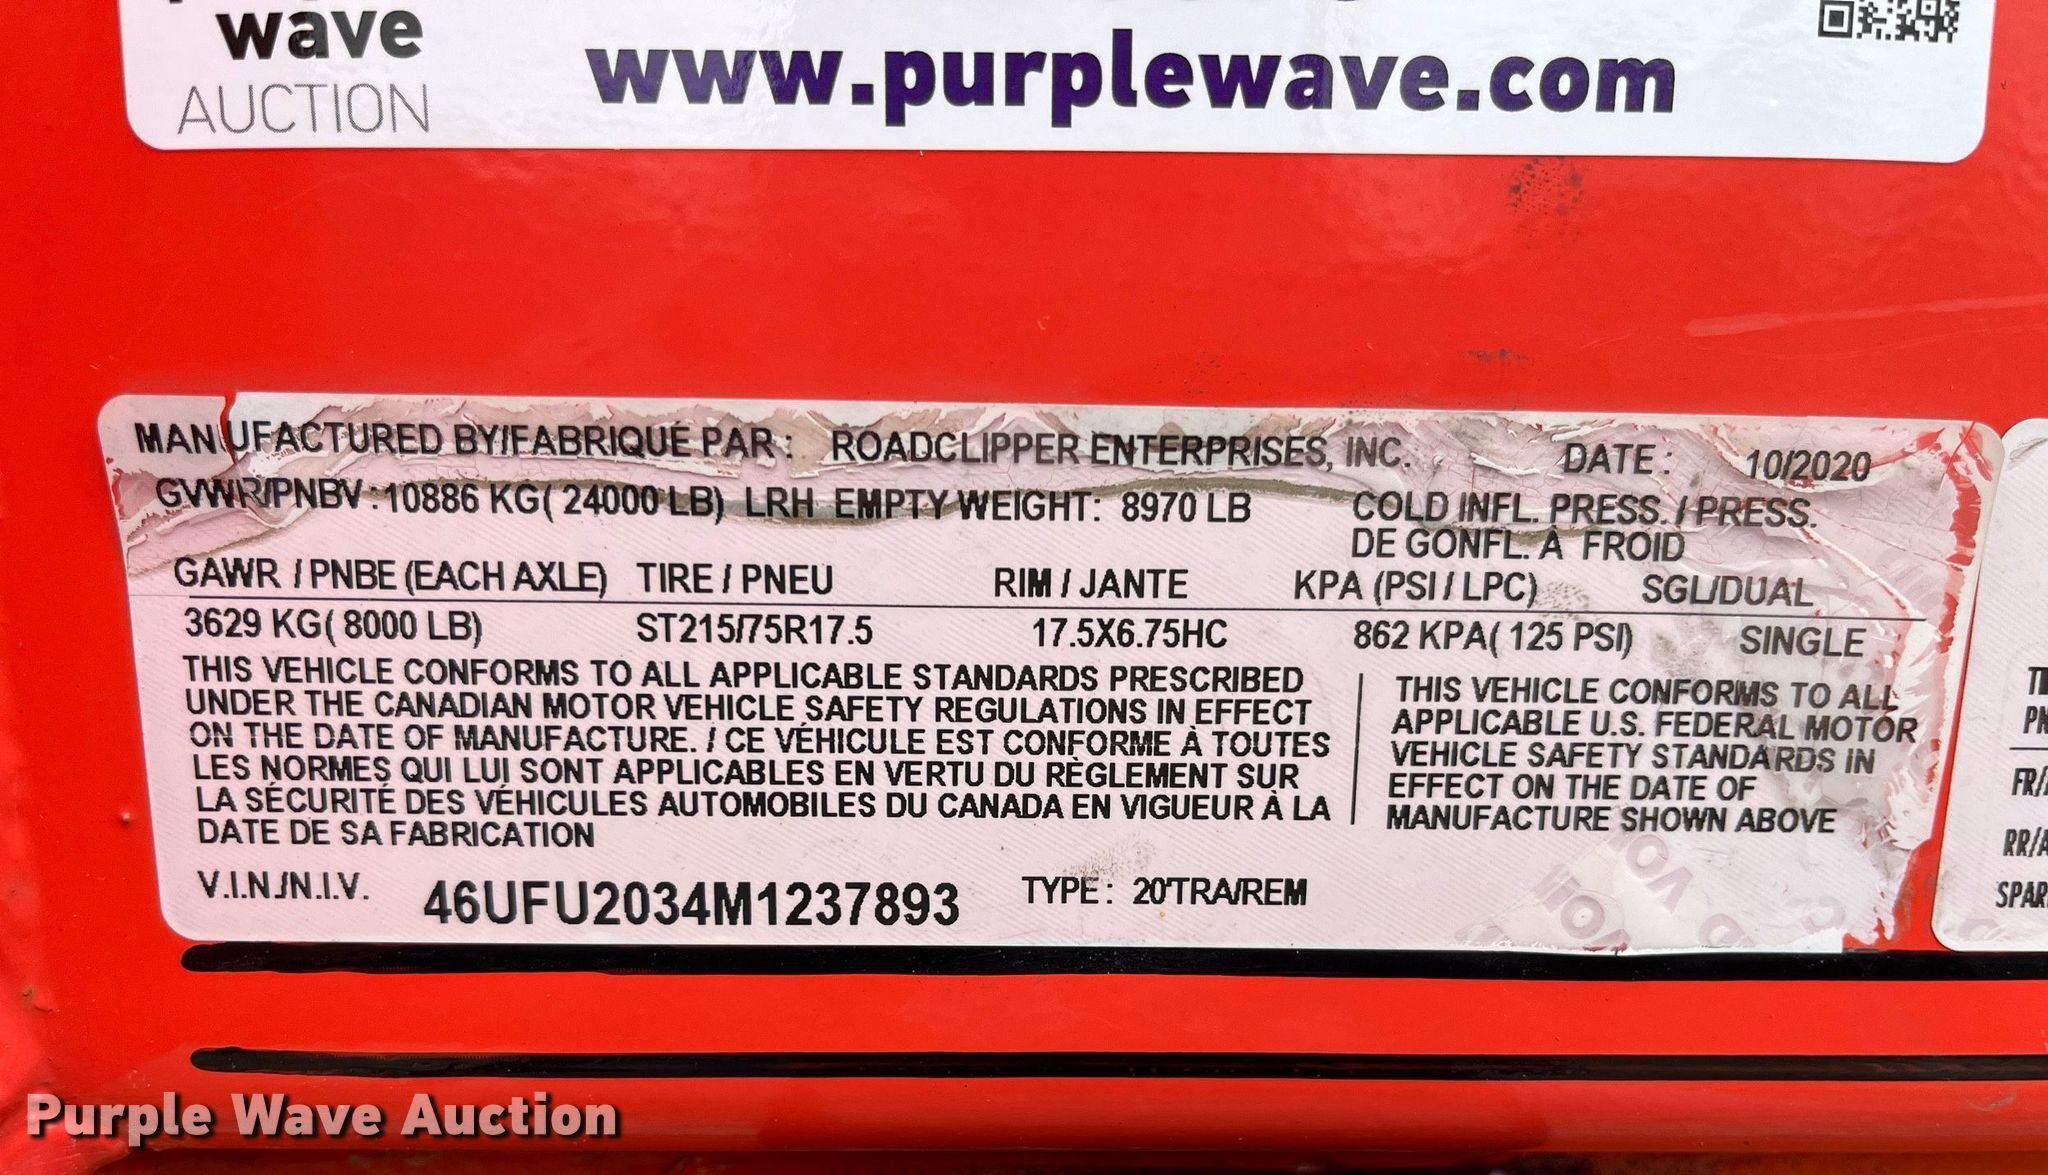 wave
AUCTION
www.purplewave.com
MANUFACTURED BY/FABRIQUÉ PAR: ROADCLIPPER ENTERPRISES, INC. DATE: 10/2020
GVWR/PNBV:10886 KG( 24000 LB) LRH EMPTY WEIGHT: 8970 LB COLD INFL. PRESS. / PRESS.
DE GONFL. A FROID
GAWR / PNBE (EACH AXLE) TIRE / PNEU RIM / JANTE KPA (PSI / LPC) SGL/DUAL
3629 KG( 8000 LB) ST215/75R17.5 17.5X6.75HC 862 KPA( 125 PSI) SINGLE
THIS VEHICLE CONFORMS TO ALL APPLICABLE STANDARDS PRESCRIBED
UNDER THE CANADIAN MOTOR VEHICLE SAFETY REGULATIONS IN EFFECT
ON THE DATE OF MANUFACTURE. / CE VÉHICULE EST CONFORME À TOUTES
LES NORMES QUI LUI SONT APPLICABLES EN VERTU DU RÈGLEMENT SUR
LA SÉCURITÉ DES VÉHICULES AUTOMOBILES DU CANADA EN VIGUEUR À LA
DATE DE SA FABRICATION
THIS VEHICLE CONFORMS TO ALL
APPLICABLE U.S. FEDERAL MOTOR
VEHICLE SAFETY STANDARDS IN
EFFECT ON THE DATE OF
MANUFACTURE SHOWN ABOVE
V.I.N./N.I.V. 46UFU2034M1237893 TYPE: 20'TRA/REM
VOID
FR/
RR/A
SPAR
Purple Wave Auction